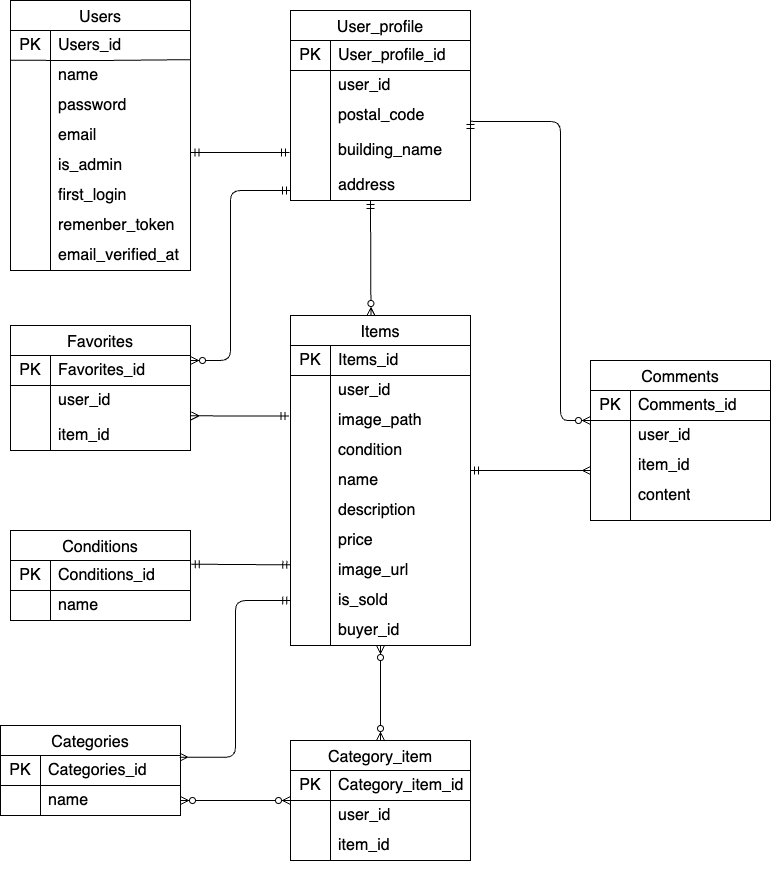 Users
PK Users_id
name
password
email
is_admin
first_login
remenber_token
email_verified_at
User_profile
PK User_profile_id
user_id
postal_code
building_name
address
Favorites
PK Favorites_id
user_id
item_id
Items
PK Items_id
user_id
image_path
condition
name
description
price
image_url
is_sold
buyer_id
Comments
PK Comments_id
user_id
item_id
content
Conditions
PK Conditions_id
name
Categories
PK Categories_id
name
Category_item
PK Category_item_id
user_id
item_id